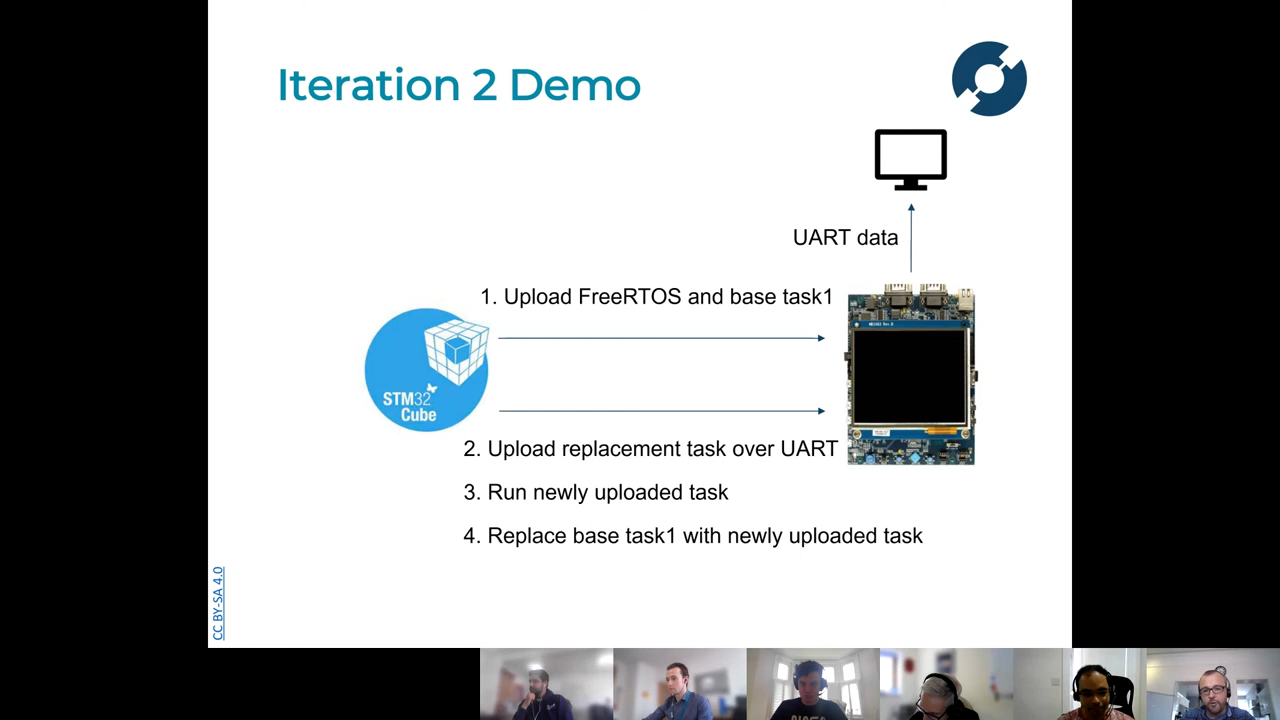 Iteration 2 Demo
UART data
1. Upload FreeRTOS and base task1
STM32
Cube
2. Upload replacement task over UART
3. Run newly uploaded task
4. Replace base task1 with newly uploaded task
CC BY-SA 4.0